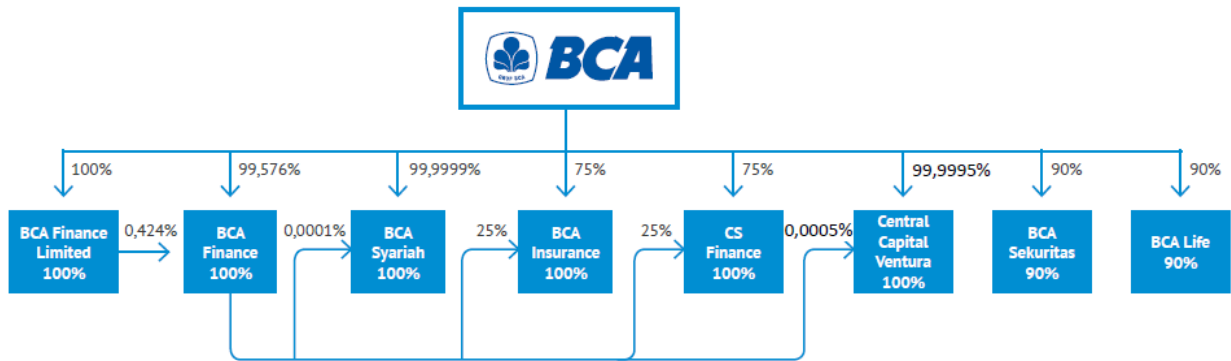 BCA
GRUP BCA
100%
99,576%
99,9999%
75%
75%
99,9995%
90%
90%
BCA Finance
Limited
100%
0,424%
BCA
Finance
100%
0,0001%
BCA
Syariah
100%
25%
BCA
Insurance
100%
25%
CS
Finance
100%
0,0005%
Central
Capital
Ventura
100%
BCA
Sekuritas
90%
BCA Life
90%